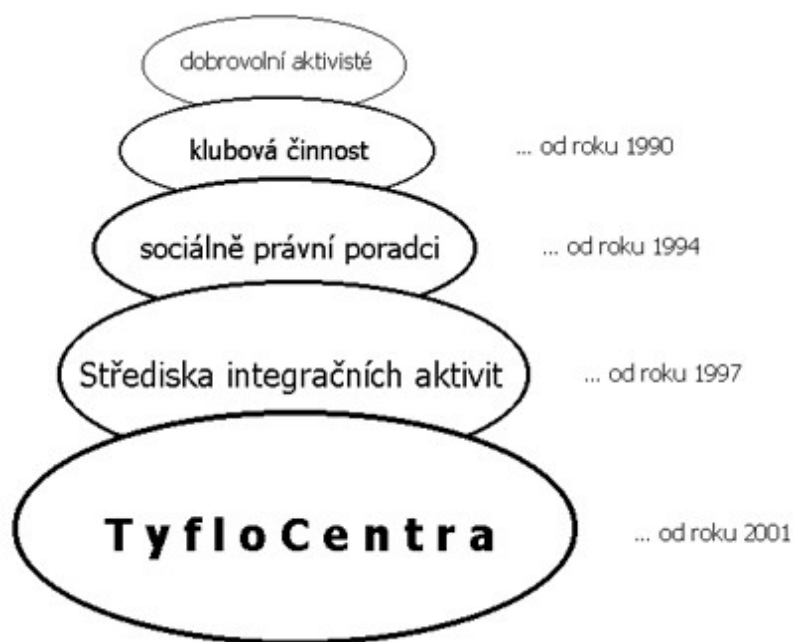 dobrovolní aktivisté
klubová činnost ... od roku 1990
sociálně právní poradci ... od roku 1994
Střediska integračních aktivit ... od roku 1997
TyfloCentra ... od roku 2001